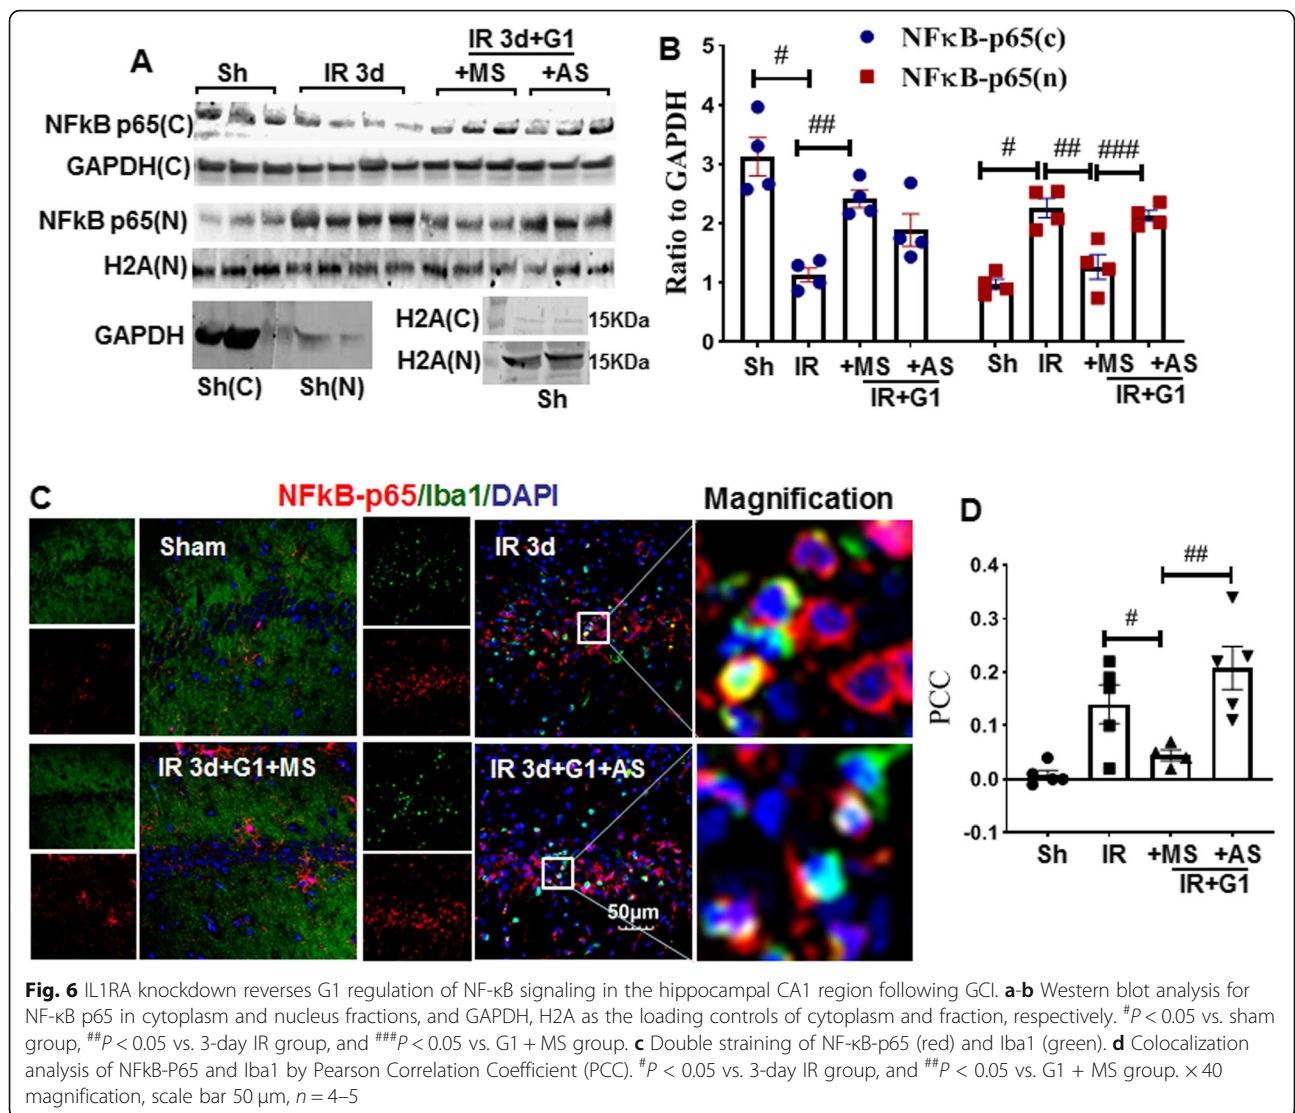 A
Sh
IR 3d
IR 3d+G1
+MS
+AS
NFkB p65(C)
GAPDH(C)
NFkB p65(N)
H2A(N)
GAPDH
Sh(C)
Sh(N)
H2A(C)
15KDa
H2A(N)
15KDa
Sh
B
NFκB-p65(c)
NFκB-p65(n)
Ratio to GAPDH
5
4
3
2
1
0
#
##
#
##
###
Sh
IR
+MS
+AS
IR+G1
Sh
IR
+MS
+AS
IR+G1
C
NFkB-p65/Iba1/DAPI
Magnification
Sham
IR 3d
IR 3d+G1+MS
IR 3d+G1+AS
50µm
D
PCC
0.4
0.3
0.2
0.1
0.0
-0.1
#
##
Sh
IR
+MS
+AS
IR+G1
Fig. 6 IL1RA knockdown reverses G1 regulation of NF-κB signaling in the hippocampal CA1 region following GCI. a-b Western blot analysis for
NF-κB p65 in cytoplasm and nucleus fractions, and GAPDH, H2A as the loading controls of cytoplasm and fraction, respectively. #P < 0.05 vs. sham
group, ##P < 0.05 vs. 3-day IR group, and ###P < 0.05 vs. G1 + MS group. c Double straining of NF-κB-p65 (red) and Iba1 (green). d Colocalization
analysis of NFkB-P65 and Iba1 by Pearson Correlation Coefficient (PCC). #P < 0.05 vs. 3-day IR group, and ##P < 0.05 vs. G1 + MS group. × 40
magnification, scale bar 50 µm, n = 4–5